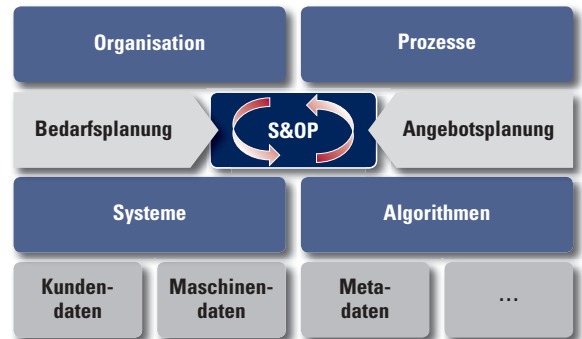 Organisation
Prozesse
Bedarfsplanung
S&OP
Angebotsplanung
Systeme
Algorithmen
Kunden-
daten
Maschinen-
daten
Meta-
daten
...